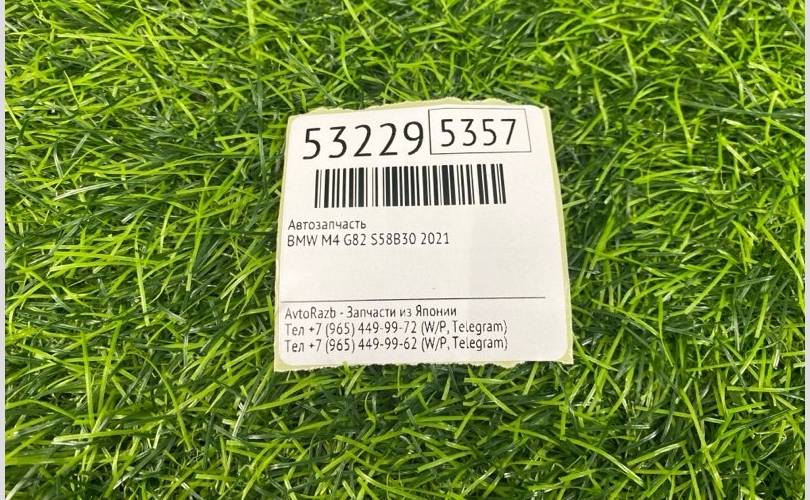 53229 5357
Автозапчасть
BMW M4 G82 S58B30 2021
AvtoRazb - Запчасти из Японии
Тел +7 (965) 449-99-72 (W/P, Telegram)
Тел +7 (965) 449-99-62 (W/P, Telegram)